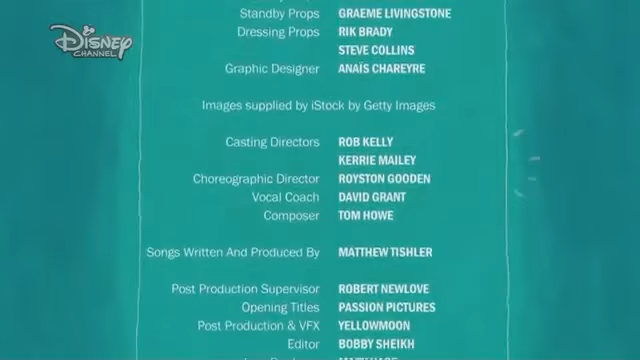 Disney
CHANNEL
Standby Props GRAEME LIVINGSTONE
Dressing Props RIK BRADY
STEVE COLLINS
Graphic Designer ANAÏS CHAREYRE
Images supplied by iStock by Getty Images
Casting Directors ROB KELLY
KERRIE MAILEY
Choreographic Director ROYSTON GOODEN
Vocal Coach DAVID GRANT
Composer TOM HOWE
Songs Written And Produced By MATTHEW TISHLER
Post Production Supervisor ROBERT NEWLOVE
Opening Titles PASSION PICTURES
Post Production & VFX YELLOWMOON
Editor BOBBY SHEIKH